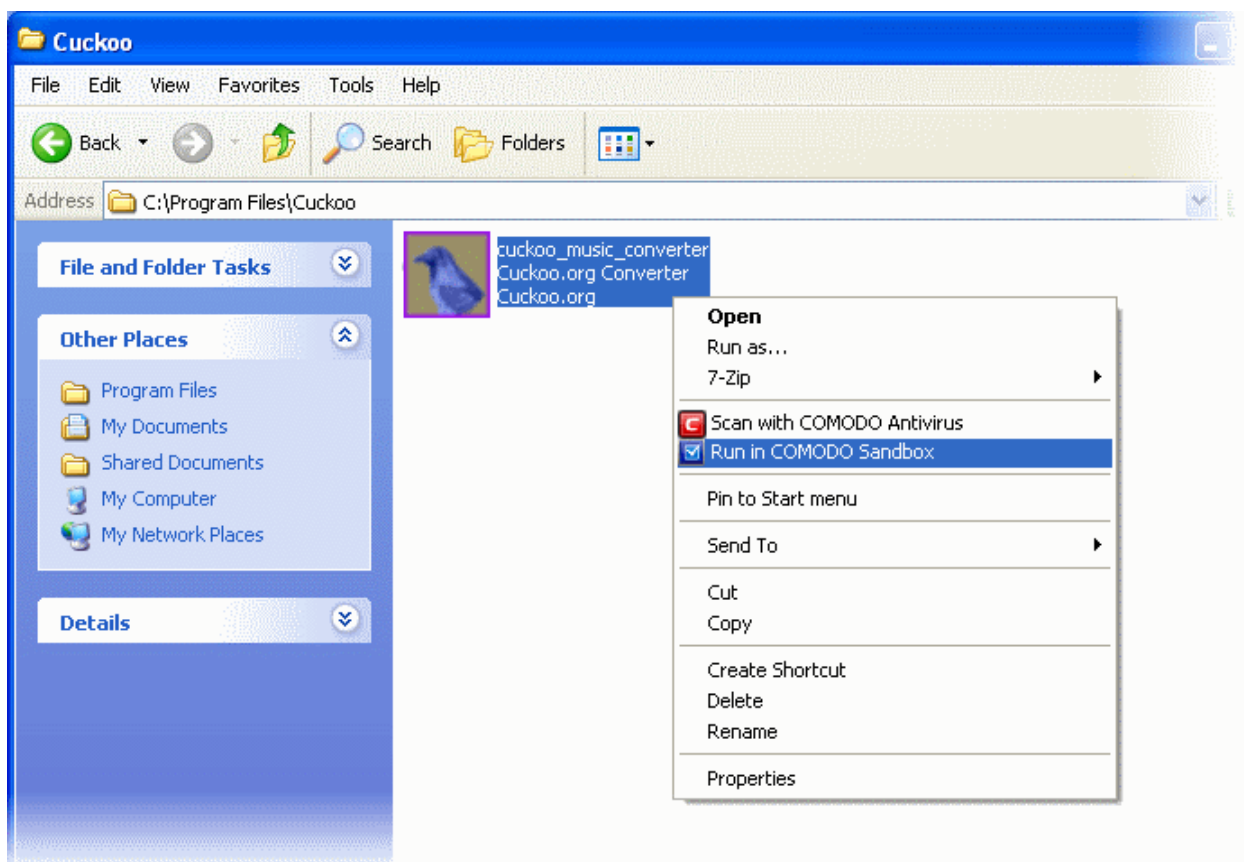 Cuckoo
File Edit View Favorites Tools Help
Back Search Folders
Address C:\Program Files\Cuckoo
File and Folder Tasks
Other Places
Program Files
My Documents
Shared Documents
My Computer
My Network Places
Details
cuckoo_music_converter
Cuckoo.org Converter
Cuckoo.org
Open
Run as...
7-Zip
Scan with COMODO Antivirus
Run in COMODO Sandbox
Pin to Start menu
Send To
Cut
Copy
Create Shortcut
Delete
Rename
Properties